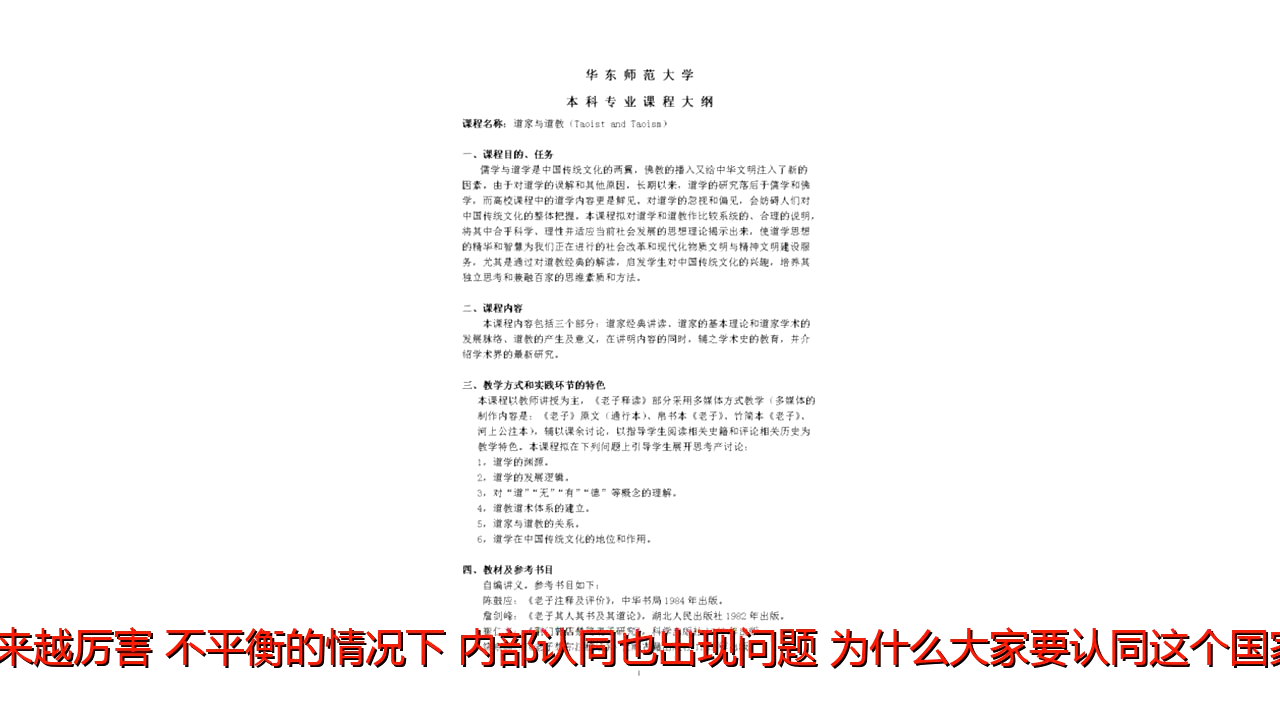 华东师范大学
本科专业课程大纲
课程名称：道家与道教（Taoist and Taoism）
一、课程目的、任务
儒学与道学是中国传统文化的两翼，佛教的播入又给中华文明注入了新的
因素。由于对道学的误解和其他原因，长期以来，道学的研究落后于儒学和佛
学，而高校课程中的道学内容更是鲜见。对道学的忽视和偏见，会妨碍人们对
中国传统文化的整体把握。本课程拟对道学和道教作比较系统的、合理的说明，
将其中合乎科学、理性并适应当前社会发展的思想理论揭示出来，使道学思想
的精华和智慧为我们正在进行的社会改革和现代化物质文明与精神文明建设服
务，尤其是通过对道教经典的解读，启发学生对中国传统文化的兴趣，培养其
独立思考和兼融百家的思维素质和方法。
二、课程内容
本课程内容包括三个部分：道家经典讲读、道家的基本理论和道家学术的
发展脉络、道教的产生及意义，在讲明内容的同时，辅之学术史的教育，并介
绍学术界的最新研究。
三、教学方式和实践环节的特色
本课程以教师讲授为主，《老子释读》部分采用多媒体方式教学（多媒体的
制作内容是：《老子》原文（通行本）、帛书本《老子》、竹简本《老子》、
河上公注本），辅以课余讨论，以指导学生阅读相关史籍和评论相关历史为
教学特色。本课程拟在下列问题上引导学生展开思考产讨论：
1，道学的渊源。
2，道学的发展逻辑。
3，对“道”“无”“有”“德”等概念的理解。
4，道教道术体系的建立。
5，道家与道教的关系。
6，道学在中国传统文化的地位和作用。
四、教材及参考书目
自编讲义。参考书目如下：
陈鼓应：《老子注释及评价》，中华书局 1984 年出版。
詹剑峰：《老子其人其书及其道论》，湖北人民出版社 1982 年出版。
来越厉害 不平衡的情况下 内部认同也出现问题 为什么大家要认同这个国家